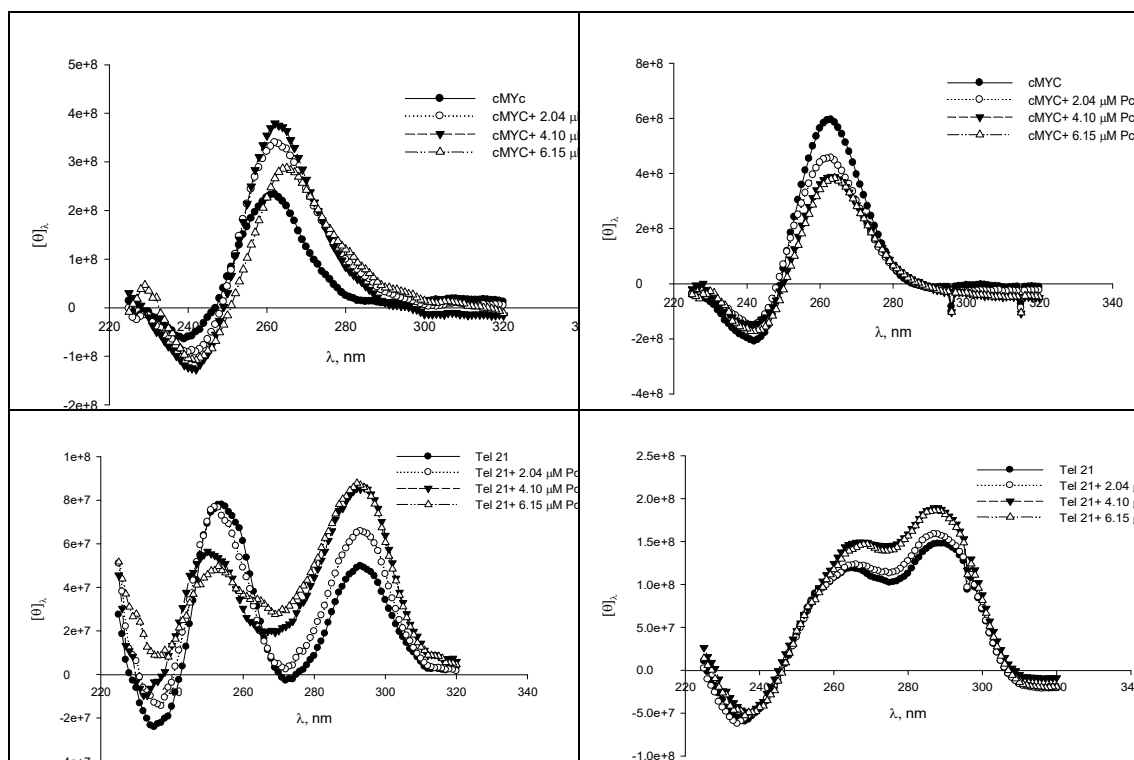 5e+8
4e+8
3e+8
2e+8
1e+8
0
-1e+8
-2e+8
[θ]λ
220 240 260 280 300 320
λ, nm
cMYc
cMYC+ 2.04
cMYC+ 4.10
cMYC+ 6.15
8e+8
6e+8
4e+8
2e+8
0
-2e+8
-4e+8
[θ]λ
220 240 260 280 300 320 340
λ, nm
cMYC
cMYC+ 2.04 μM
cMYC+ 4.10 μM
cMYC+ 6.15 μM
1e+8
8e+7
6e+7
4e+7
2e+7
0
-2e+7
[θ]λ
220 240 260 280 300 320 340
λ, nm
Tel 21
Tel 21+ 2.04 μM
Tel 21+ 4.10 μM
Tel 21+ 6.15 μM
2.5e+8
2.0e+8
1.5e+8
1.0e+8
5.0e+7
0.0
-5.0e+7
-1.0e+8
[θ]λ
220 240 260 280 300 320
λ, nm
Tel 21
Tel 21+ 2.04
Tel 21+ 4.10
Tel 21+ 6.15